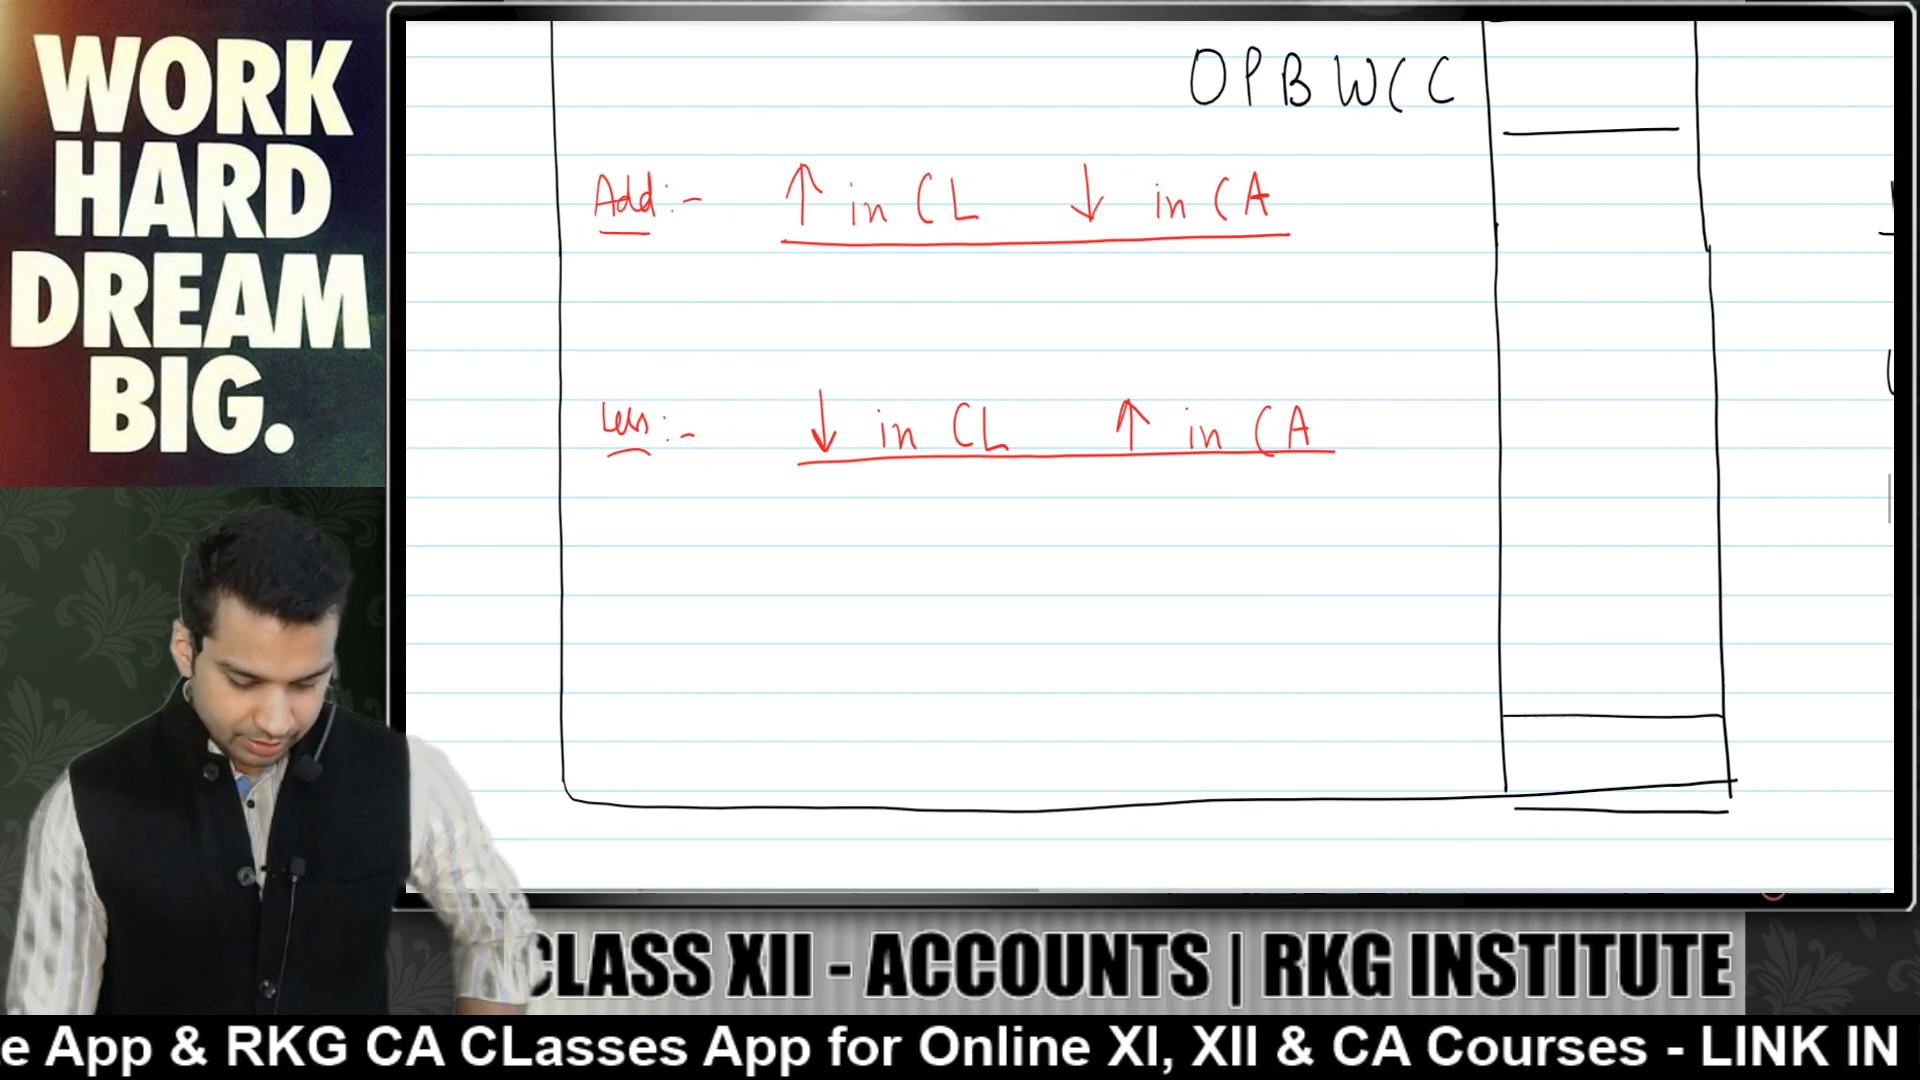 WORK
HARD
DREAM
BIG.
OPBWCC
Add:- ↑ in CL ↓ in CA
Less:- ↓ in CL ↑ in CA
CLASS XII - ACCOUNTS | RKG INSTITUTE
e App & RKG CA CLasses App for Online XI, XII & CA Courses - LINK IN